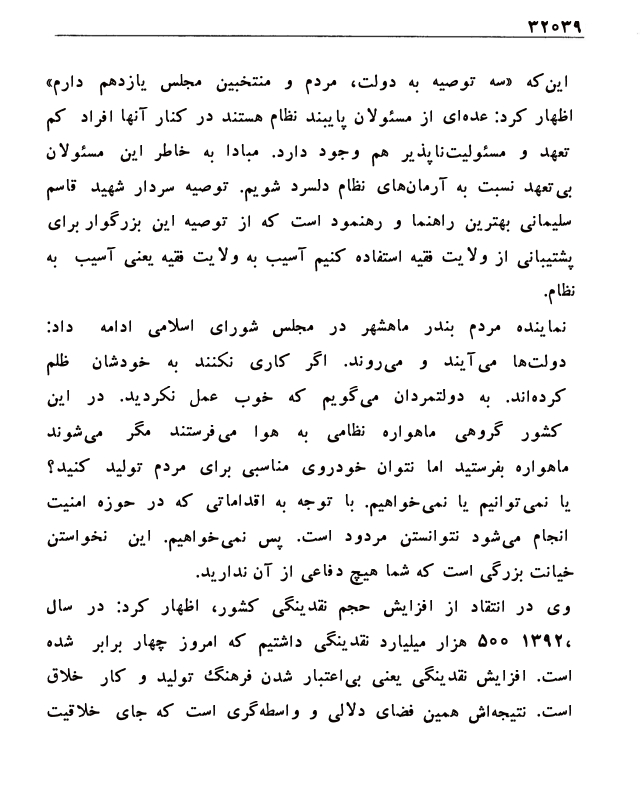 ۳۲۰۳۹
این‌که «سه توصیه به دولت، مردم و منتخبین مجلس یازدهم دارم»
اظهار کرد: عده‌ای از مسئولان پایبند نظام هستند در کنار آنها افراد کم
تعهد و مسئولیت‌ناپذیر هم وجود دارد. مبادا به خاطر این مسئولان
بی‌تعهد نسبت به آرمان‌های نظام دلسرد شویم. توصیه سردار شهید قاسم
سلیمانی بهترین راهنما و رهنمود است که از توصیه این بزرگوار برای
پشتیبانی از ولایت فقیه استفاده کنیم آسیب به ولایت فقیه یعنی آسیب به
نظام.
نماینده مردم بندر ماهشهر در مجلس شورای اسلامی ادامه داد:
دولت‌ها می‌آیند و می‌روند. اگر کاری نکنند به خودشان ظلم
کرده‌اند. به دولتمردان می‌گویم که خوب عمل نکردید. در این
کشور گروهی ماهواره نظامی به هوا می‌فرستند مگر می‌شوند
ماهواره بفرستید اما نتوان خودروی مناسبی برای مردم تولید کنید؟
یا نمی‌توانیم یا نمی‌خواهیم. با توجه به اقداماتی که در حوزه امنیت
انجام می‌شود نتوانستن مردود است. پس نمی‌خواهیم. این نخواستن
خیانت بزرگی است که شما هیچ دفاعی از آن ندارید.
وی در انتقاد از افزایش حجم نقدینگی کشور، اظهار کرد: در سال
۱۳۹۲، ۵۰۰ هزار میلیارد نقدینگی داشتیم که امروز چهار برابر شده
است. افزایش نقدینگی یعنی بی‌اعتبار شدن فرهنگ تولید و کار خلاق
است. نتیجه‌اش همین فضای دلالی و واسطه‌گری است که جای خلاقیت